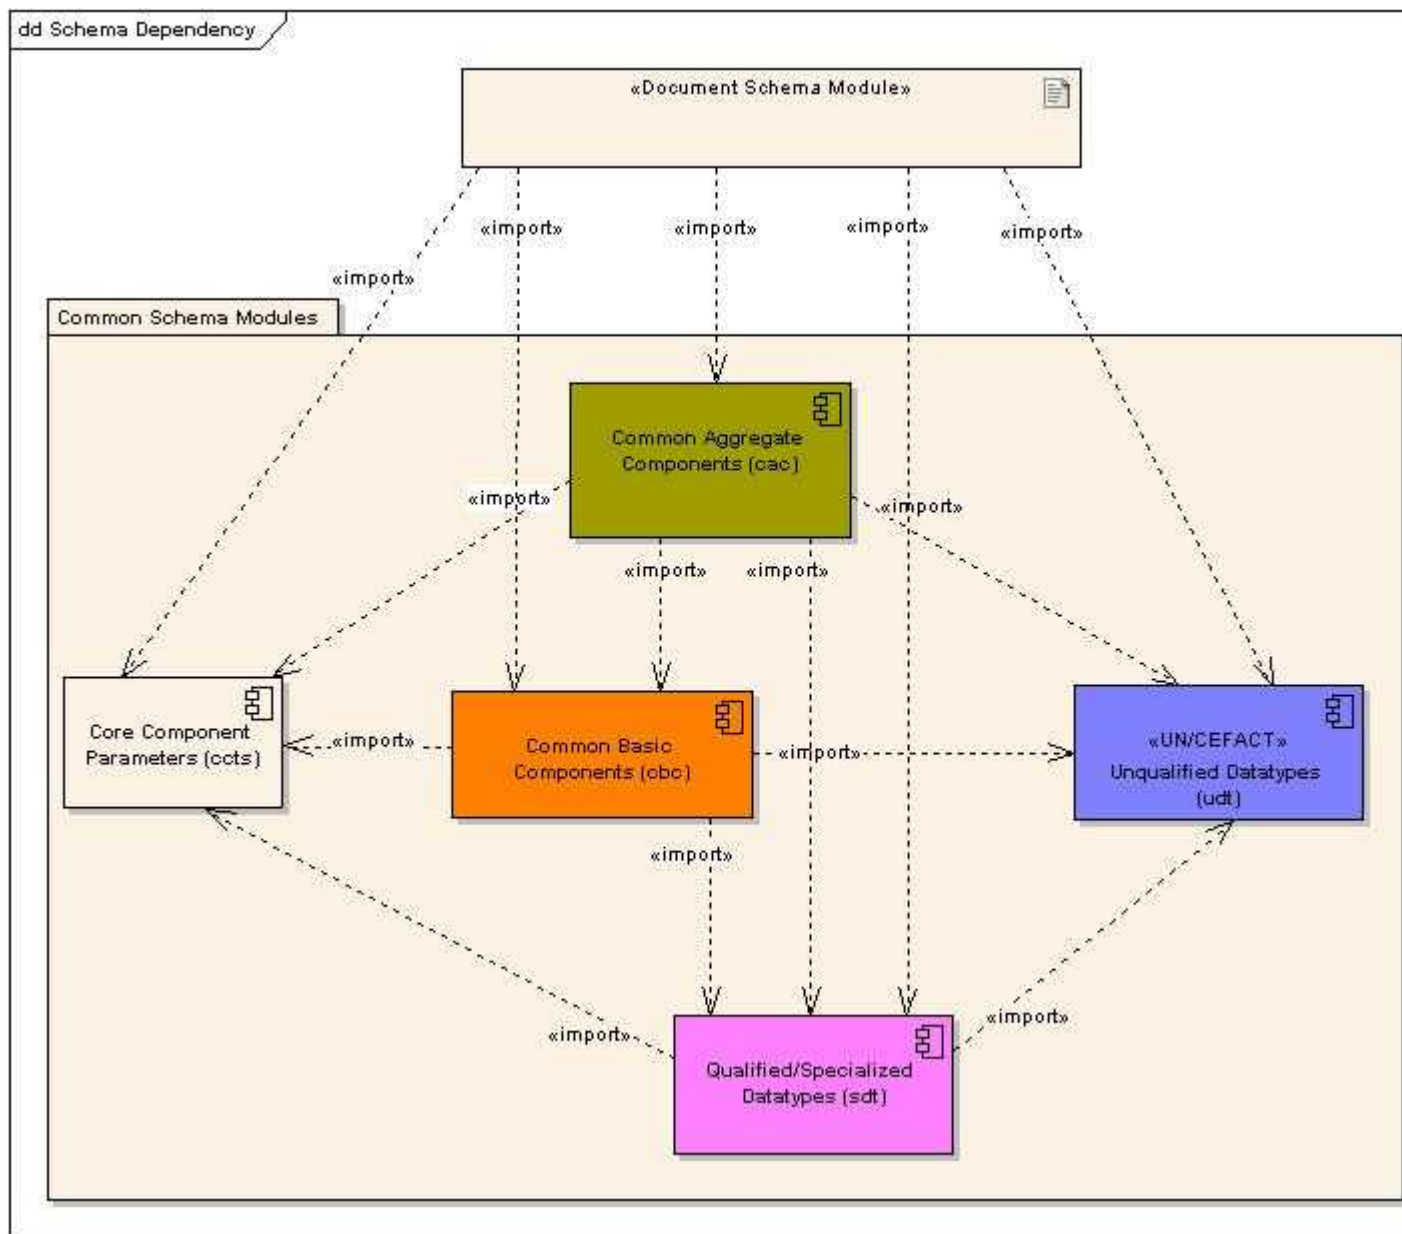 dd Schema Dependency
«Document Schema Module»
«import»
«import»
«import»
«import»
«import»
Common Schema Modules
Common Aggregate
Components (cac)
«import»
«import»
«import»
«import»
Core Component
Parameters (ccts)
«import»
Common Basic
Components (cbc)
«import»
«UN/CEFACT»
Unqualified Datatypes
(udt)
«import»
«import»
«import»
Qualified/Specialized
Datatypes (sdt)